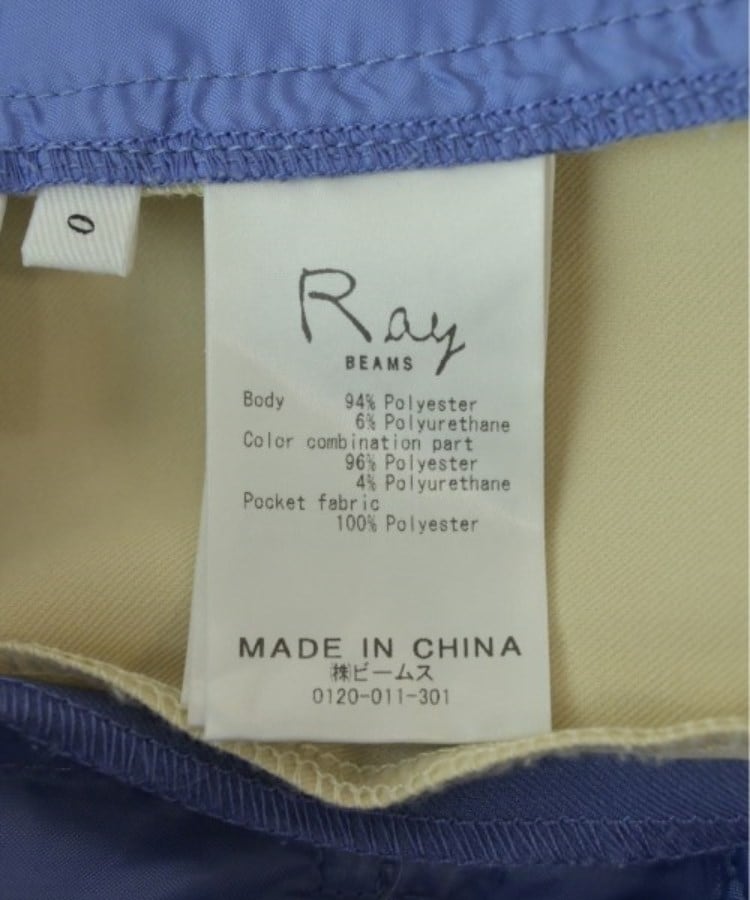 0
Ray
BEAMS
Body 94% Polyester
6% Polyurethane
Color combination part
96% Polyester
4% Polyurethane
Pocket fabric
100% Polyester
MADE IN CHINA
㈱ビームス
0120-011-301